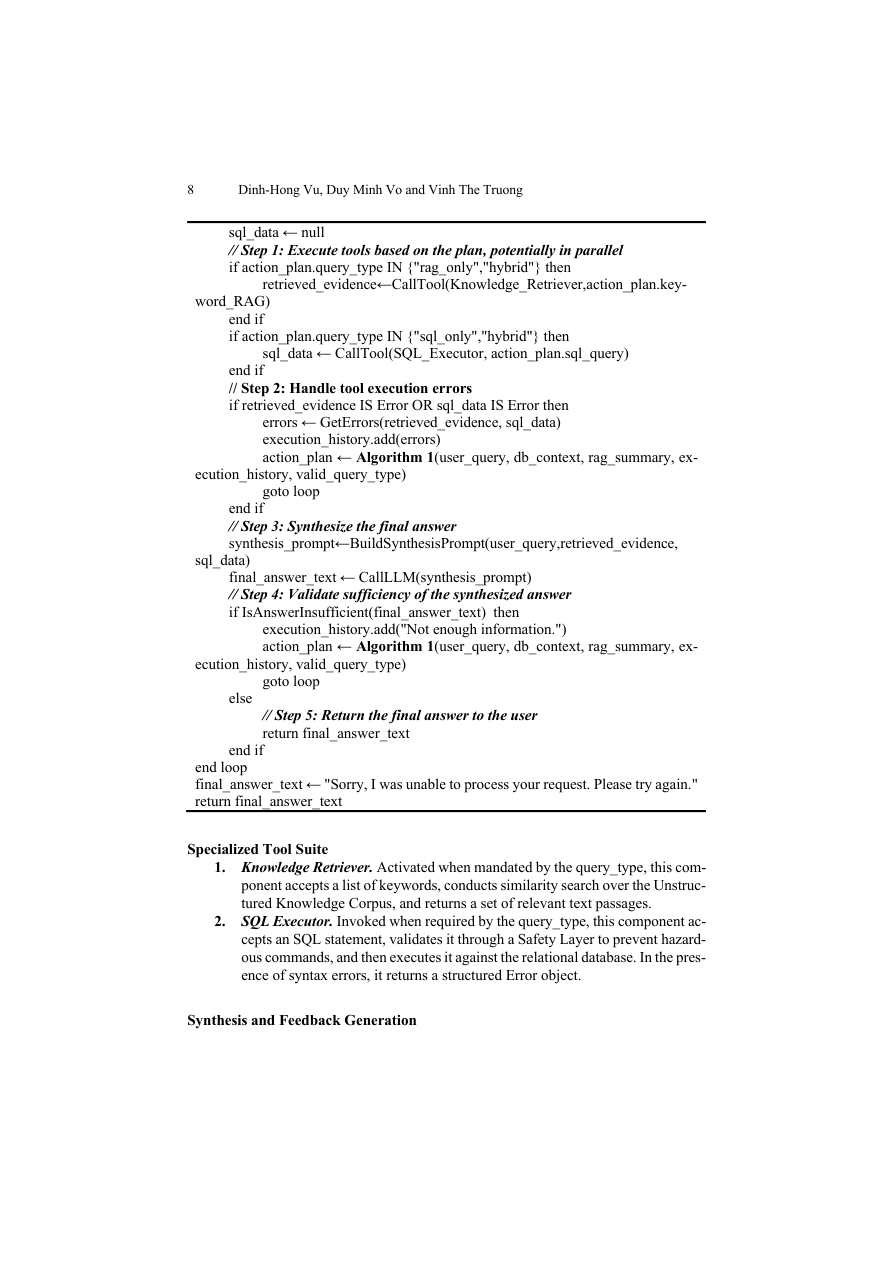 8 Dinh-Hong Vu, Duy Minh Vo and Vinh The Truong
sql_data ← null
// Step 1: Execute tools based on the plan, potentially in parallel
if action_plan.query_type IN {"rag_only","hybrid"} then
retrieved_evidence←CallTool(Knowledge_Retriever,action_plan.key-
word_RAG)
end if
if action_plan.query_type IN {"sql_only","hybrid"} then
sql_data ← CallTool(SQL_Executor, action_plan.sql_query)
end if
// Step 2: Handle tool execution errors
if retrieved_evidence IS Error OR sql_data IS Error then
errors ← GetErrors(retrieved_evidence, sql_data)
execution_history.add(errors)
action_plan ← Algorithm 1(user_query, db_context, rag_summary, ex-
ecution_history, valid_query_type)
goto loop
end if
// Step 3: Synthesize the final answer
synthesis_prompt←BuildSynthesisPrompt(user_query,retrieved_evidence,
sql_data)
final_answer_text ← CallLLM(synthesis_prompt)
// Step 4: Validate sufficiency of the synthesized answer
if IsAnswerInsufficient(final_answer_text) then
execution_history.add("Not enough information.")
action_plan ← Algorithm 1(user_query, db_context, rag_summary, ex-
ecution_history, valid_query_type)
goto loop
else
// Step 5: Return the final answer to the user
return final_answer_text
end if
end loop
final_answer_text ← "Sorry, I was unable to process your request. Please try again."
return final_answer_text
Specialized Tool Suite
1. Knowledge Retriever. Activated when mandated by the query_type, this com-
ponent accepts a list of keywords, conducts similarity search over the Unstruc-
tured Knowledge Corpus, and returns a set of relevant text passages.
2. SQL Executor. Invoked when required by the query_type, this component ac-
cepts an SQL statement, validates it through a Safety Layer to prevent hazard-
ous commands, and then executes it against the relational database. In the pres-
ence of syntax errors, it returns a structured Error object.
Synthesis and Feedback Generation